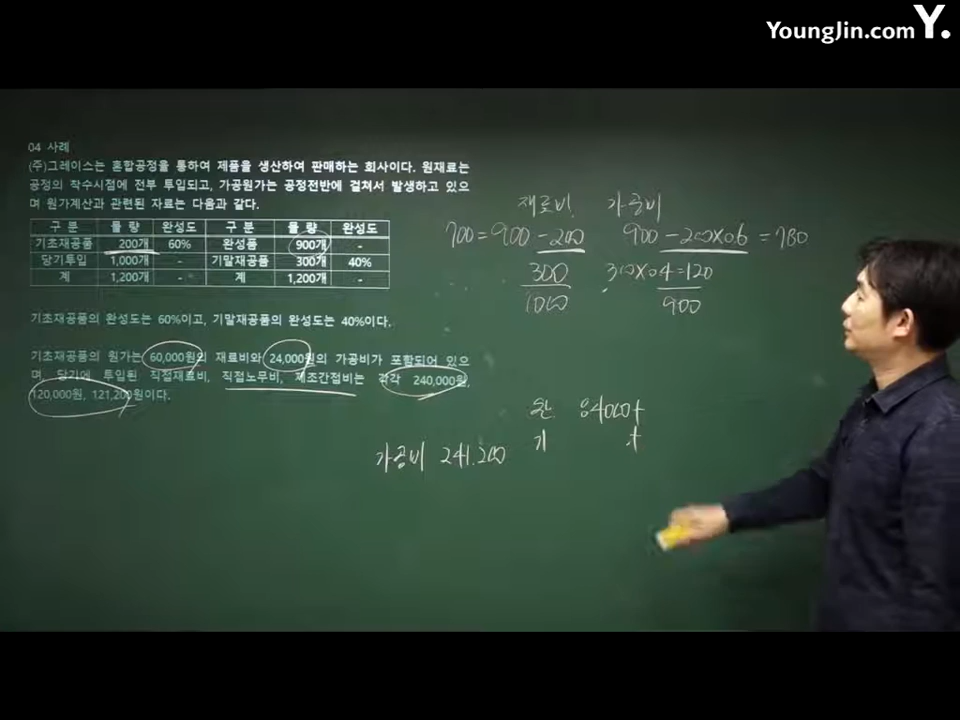 YoungJin.com Y.
04 사례
(주)그레이스는 혼합공정을 통하여 제품을 생산하여 판매하는 회사이다. 원재료는
공정의 착수시점에 전부 투입되고, 가공원가는 공정전반에 걸쳐서 발생하고 있으
며 원가계산과 관련된 자료는 다음과 같다.
구 분 물 량 완성도 구 분 물 량 완성도
기초재공품 200개 60% 완성품 900개 -
당기투입 1,000개 - 기말재공품 300개 40%
계 1,200개 - 계 1,200개 -
기초재공품의 완성도는 60%이고, 기말재공품의 완성도는 40%이다.
기초재공품의 원가는 60,000원의 재료비와 24,000원의 가공비가 포함되어 있으
며, 당기에 투입된 직접재료비, 직접노무비, 제조간접비는 각각 240,000원,
120,000원, 121,200원이다.
재료비 가공비
700=900-200 900-200×0.6=780
300 300×0.4=120
1000 900
완 84000+
기 +
가공비 241.200